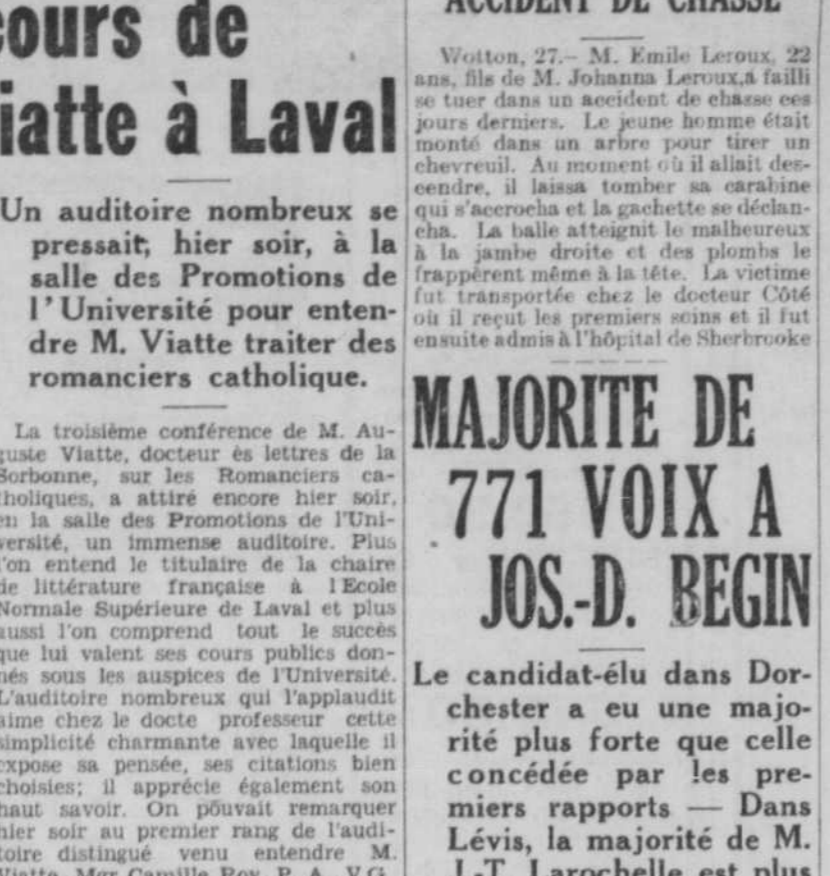 cours de
iatte à Laval
Un auditoire nombreux se
pressait, hier soir, à la
salle des Promotions de
l'Université pour enten-
dre M. Viatte traiter des
romanciers catholique.
La troisième conférence de M. Au-
guste Viatte, docteur ès lettres de la
Sorbonne, sur les Romanciers ca-
tholiques, a attiré encore hier soir,
en la salle des Promotions de l'Uni-
versité, un immense auditoire. Plus
l'on entend le titulaire de la chaire
de littérature française à l'Ecole
Normale Supérieure de Laval et plus
aussi l'on comprend tout le succès
que lui valent ses cours publics don-
nés sous les auspices de l'Université.
L'auditoire nombreux qui l'applaudit
aime chez le docte professeur cette
simplicité charmante avec laquelle il
expose sa pensée, ses citations bien
choisies; il apprécie également son
haut savoir. On pouvait remarquer
hier soir au premier rang de l'audi-
toire distingué venu entendre M.
Viatte, Mgr Camille Roy, P. A., V.G.,
ACCIDENT DE CHASSE
Wotton, 27.— M. Emile Leroux, 22
ans, fils de M. Johanna Leroux,a failli
se tuer dans un accident de chasse ces
jours derniers. Le jeune homme était
monté dans un arbre pour tirer un
chevreuil. Au moment où il allait des-
cendre, il laissa tomber sa carabine
qui s'accrocha et la gachette se déclan-
cha. La balle atteignit le malheureux
à la jambe droite et des plombs le
frappèrent même à la tête. La victime
fut transportée chez le docteur Côté
où il reçut les premiers soins et il fut
ensuite admis à l'hôpital de Sherbrooke
MAJORITE DE
771 VOIX A
JOS.-D. BEGIN
Le candidat-élu dans Dor-
chester a eu une majo-
rité plus forte que celle
concédée par les pre-
miers rapports — Dans
Lévis, la majorité de M.
J.-T. Larochelle est plus